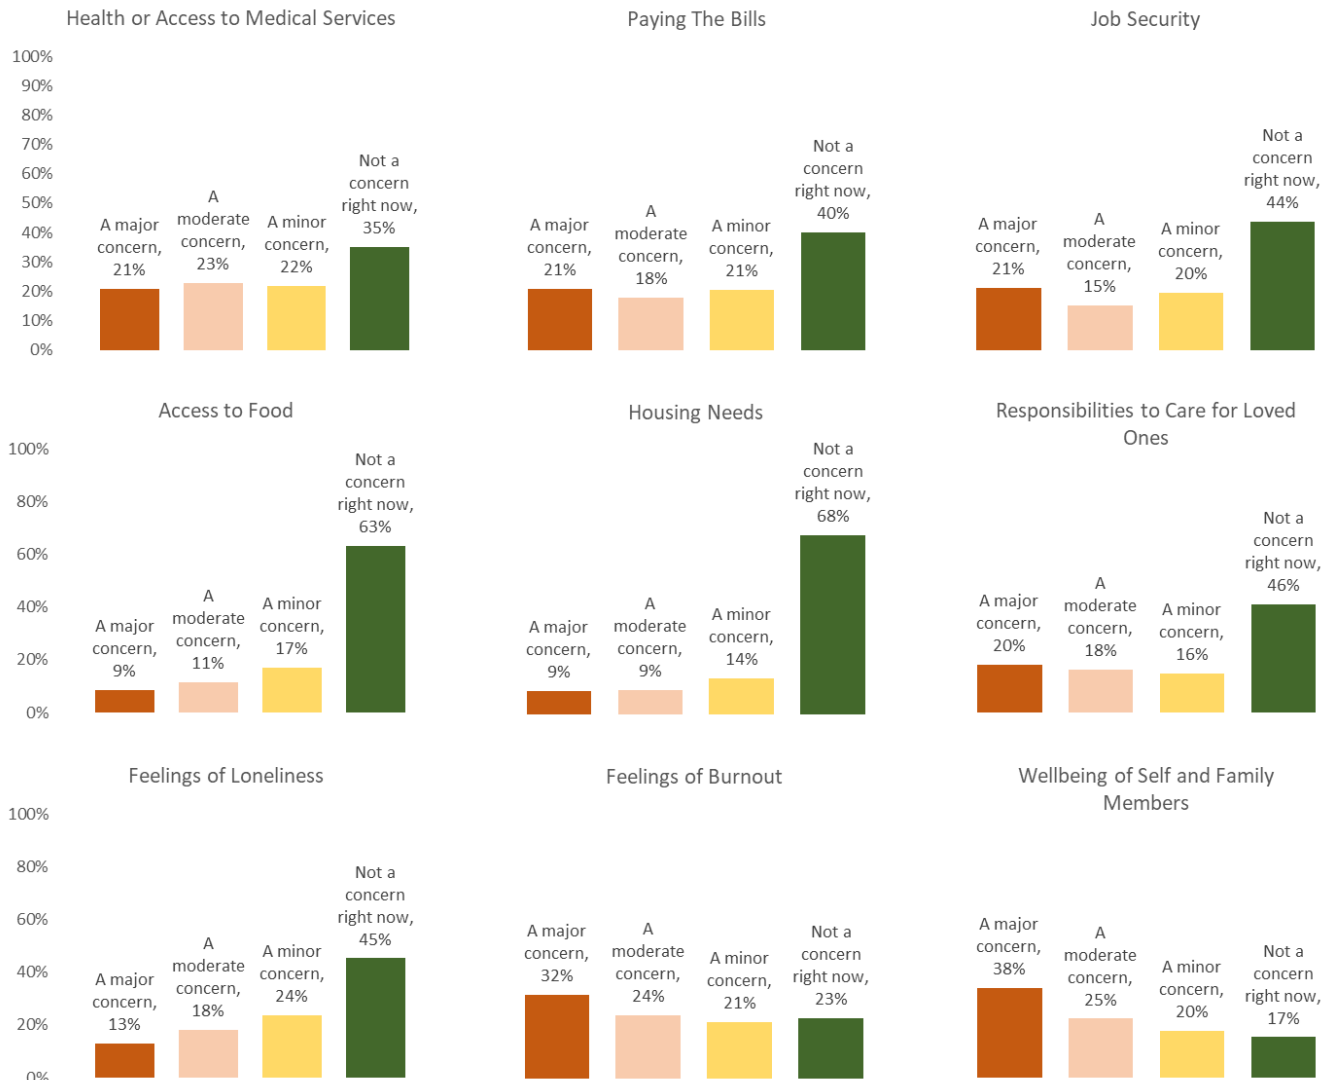 Health or Access to Medical Services
100%
90%
80%
70%
60%
50%
40%
30%
20%
10%
0%
A major
concern,
21%
A
moderate
concern,
23%
A minor
concern,
22%
Not a
concern
right now,
35%
Paying The Bills
A major
concern,
21%
A
moderate
concern,
18%
A minor
concern,
21%
Not a
concern
right now,
40%
Job Security
A major
concern,
21%
A
moderate
concern,
15%
A minor
concern,
20%
Not a
concern
right now,
44%
Access to Food
100%
80%
60%
40%
20%
0%
A major
concern,
9%
A
moderate
concern,
11%
A minor
concern,
17%
Not a
concern
right now,
63%
Housing Needs
A major
concern,
9%
A
moderate
concern,
9%
A minor
concern,
14%
Not a
concern
right now,
68%
Responsibilities to Care for Loved
Ones
A major
concern,
20%
A
moderate
concern,
18%
A minor
concern,
16%
Not a
concern
right now,
46%
Feelings of Loneliness
100%
80%
60%
40%
20%
0%
A major
concern,
13%
A
moderate
concern,
18%
A minor
concern,
24%
Not a
concern
right now,
45%
Feelings of Burnout
A major
concern,
32%
A
moderate
concern,
24%
A minor
concern,
21%
Not a
concern
right now,
23%
Wellbeing of Self and Family
Members
A major
concern,
38%
A
moderate
concern,
25%
A minor
concern,
20%
Not a
concern
right now,
17%